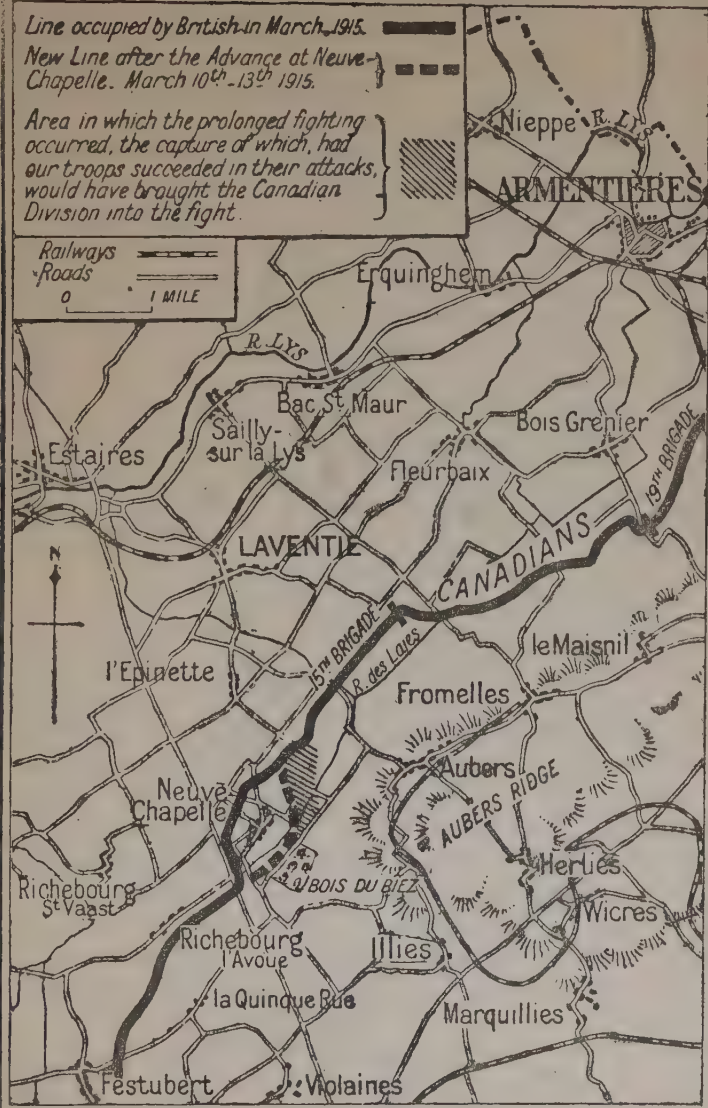 Line occupied by British in March, 1915.
New Line after the Advance at Neuve-
Chapelle. March 10th-13th 1915.
Area in which the prolonged fighting
occurred, the capture of which, had
our troops succeeded in their attacks,
would have brought the Canadian
Division into the fight.
Railways
Roads
0 1 MILE
Nieppe
R. LYS
ARMENTIERES
Erquinghem
R. LYS
Bac St Maur
Sailly-
sur la Lys
Bois Grenier
Estaires
Fleurbaix
19TH BRIGADE
LAVENTIE
CANADIANS
N
15TH BRIGADE
le Maisnil
R. des Laies
l'Epinette
Fromelles
Aubers
Neuve
Chapelle
AUBERS RIDGE
Herlies
BOIS DU BIEZ
Richebourg
St Vaast
Wicres
Richebourg
l'Avoue
Illies
la Quinque Rue
Marquillies
Festubert
Violaines